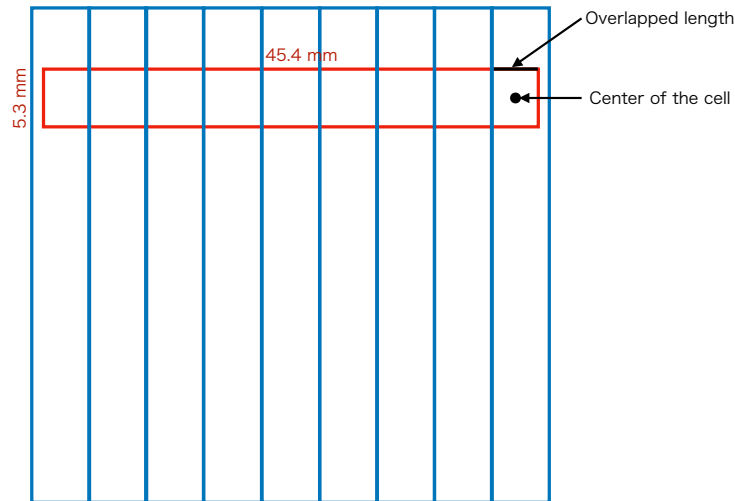 Overlapped length
45.4 mm
5.3 mm
Center of the cell